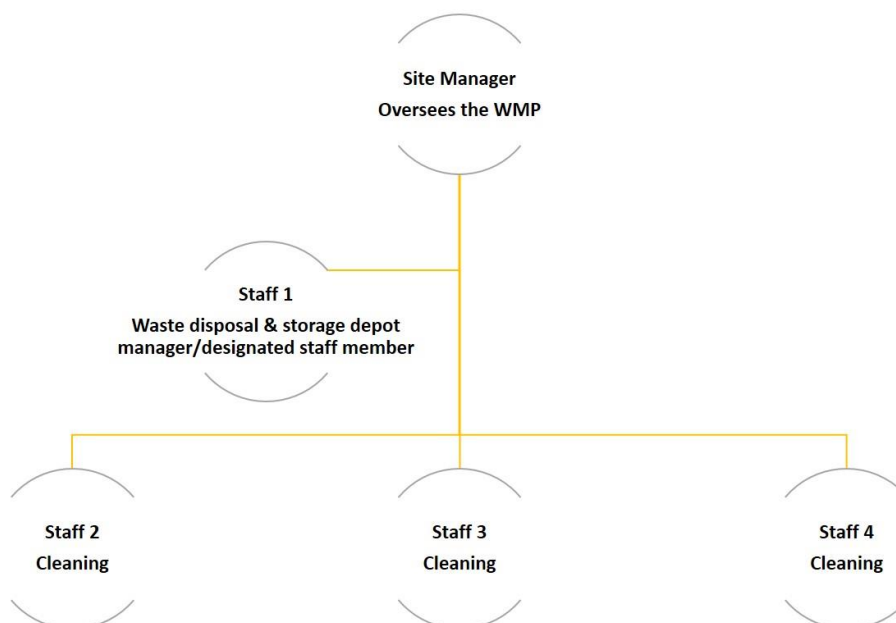 Site Manager
Oversees the WMP
Staff 1
Waste disposal & storage depot
manager/designated staff member
Staff 2
Cleaning
Staff 3
Cleaning
Staff 4
Cleaning